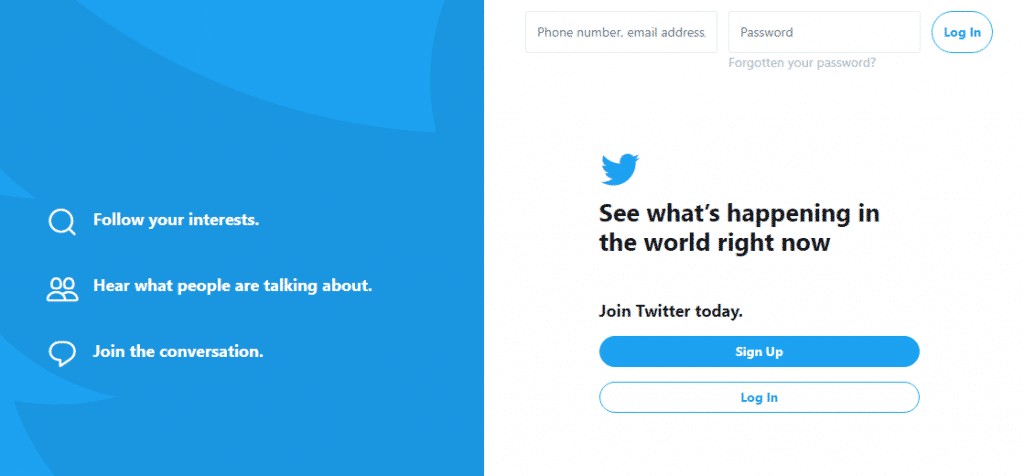 Phone number, email address,
Password
Log In
Forgotten your password?
Follow your interests.
Hear what people are talking about.
Join the conversation.
See what's happening in
the world right now
Join Twitter today.
Sign Up
Log In